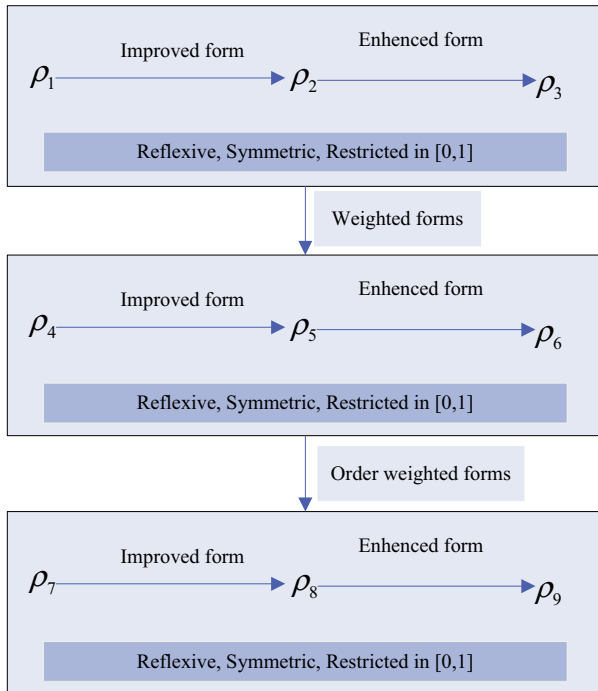 Improved form Enhenced form
ρ1 ρ2 ρ3
Reflexive, Symmetric, Restricted in [0,1]
Weighted forms
Improved form Enhenced form
ρ4 ρ5 ρ6
Reflexive, Symmetric, Restricted in [0,1]
Order weighted forms
Improved form Enhenced form
ρ7 ρ8 ρ9
Reflexive, Symmetric, Restricted in [0,1]